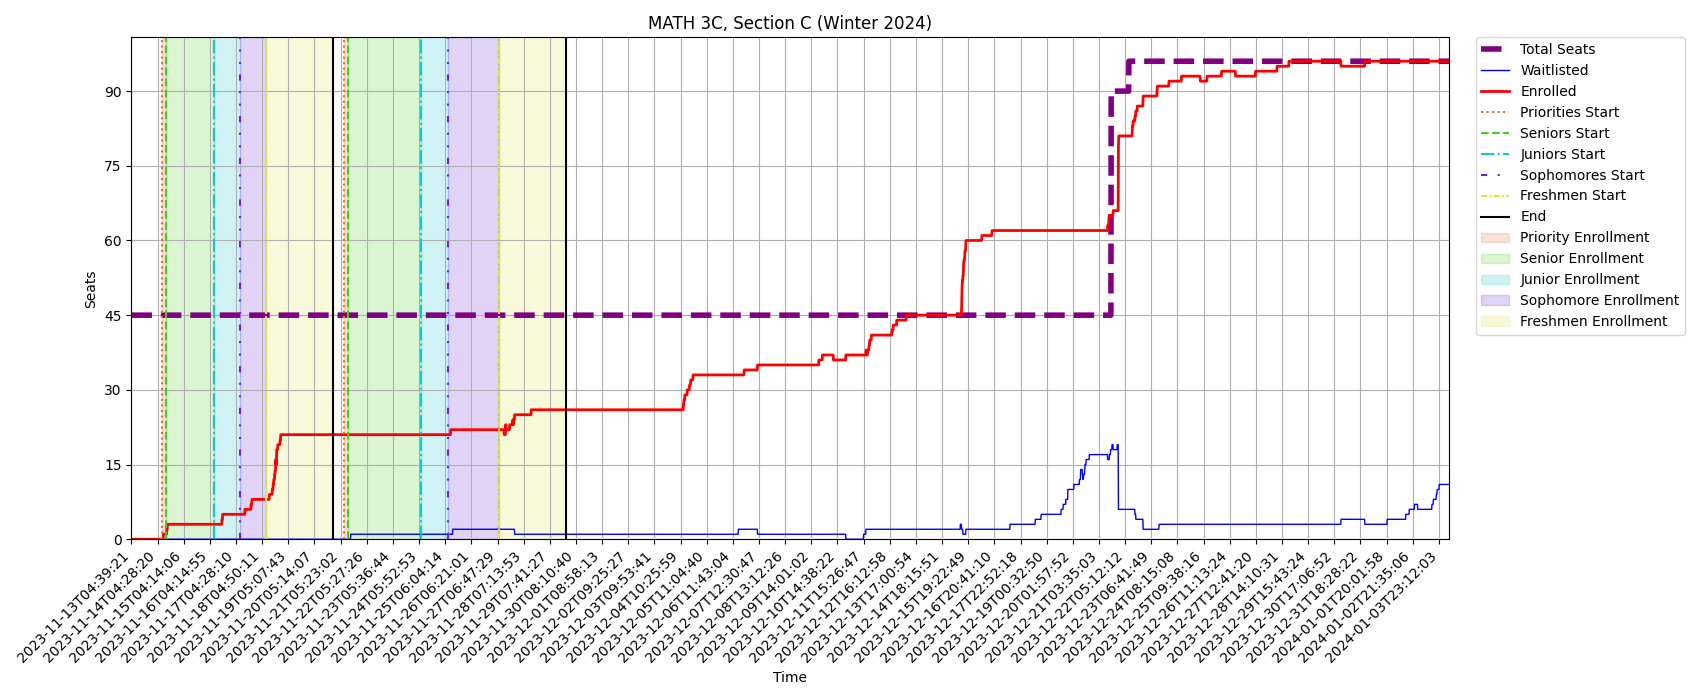 MATH 3C, Section C (Winter 2024)
Seats
90
75
60
45
30
15
0
2023-11-13T04:39:21
2023-11-14T04:28:20
2023-11-15T04:14:06
2023-11-16T04:14:55
2023-11-17T04:28:10
2023-11-18T04:50:11
2023-11-19T05:07:43
2023-11-20T05:14:07
2023-11-21T05:23:02
2023-11-22T05:27:26
2023-11-23T05:36:44
2023-11-24T05:52:53
2023-11-25T06:04:14
2023-11-26T06:21:01
2023-11-27T06:47:29
2023-11-28T07:13:53
2023-11-29T07:41:27
2023-11-30T08:10:40
2023-12-01T08:58:13
2023-12-02T09:25:27
2023-12-03T09:53:41
2023-12-04T10:25:59
2023-12-05T11:04:40
2023-12-06T11:43:04
2023-12-07T12:30:47
2023-12-08T13:12:26
2023-12-09T14:01:02
2023-12-10T14:38:22
2023-12-11T15:26:47
2023-12-12T16:12:58
2023-12-13T17:00:54
2023-12-14T18:15:51
2023-12-15T19:22:49
2023-12-16T20:41:10
2023-12-17T22:52:18
2023-12-19T00:32:50
2023-12-20T01:57:52
2023-12-21T03:35:03
2023-12-22T05:12:12
2023-12-23T06:41:49
2023-12-24T08:15:08
2023-12-25T09:38:16
2023-12-26T11:13:24
2023-12-27T12:41:20
2023-12-28T14:10:31
2023-12-29T15:43:24
2023-12-30T17:06:52
2023-12-31T18:28:22
2024-01-01T20:01:58
2024-01-02T21:35:06
2024-01-03T23:12:03
Time
Total Seats
Waitlisted
Enrolled
Priorities Start
Seniors Start
Juniors Start
Sophomores Start
Freshmen Start
End
Priority Enrollment
Senior Enrollment
Junior Enrollment
Sophomore Enrollment
Freshmen Enrollment